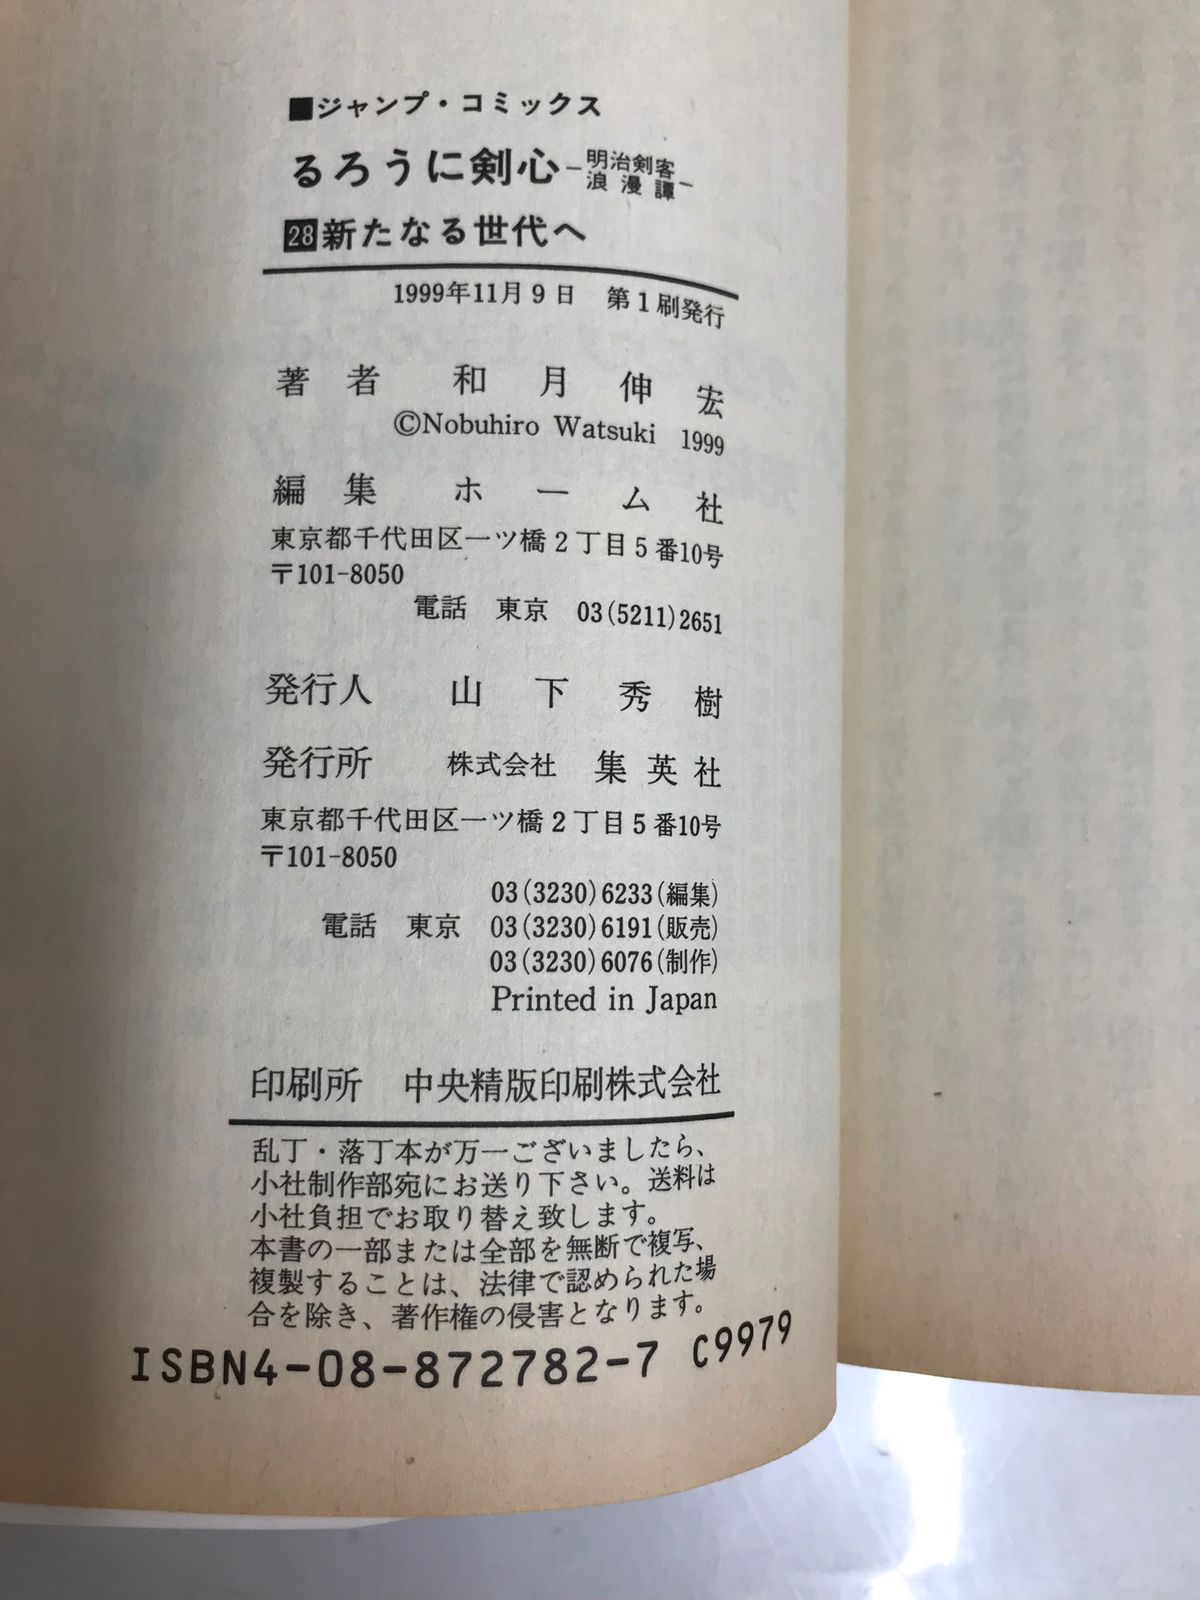 ■ジャンプ・コミックス
るろうに剣心−明治剣客浪漫譚−
28新たなる世代へ
1999年11月9日　第1刷発行
著者　和月伸宏
©Nobuhiro Watsuki 1999
編集　ホーム社
東京都千代田区一ツ橋2丁目5番10号
〒101-8050
電話　東京　03(5211)2651
発行人　山下秀樹
発行所　株式会社　集英社
東京都千代田区一ツ橋2丁目5番10号
〒101-8050
03(3230)6233(編集)
電話　東京　03(3230)6191(販売)
03(3230)6076(制作)
Printed in Japan
印刷所　中央精版印刷株式会社
乱丁・落丁本が万一ございましたら、
小社制作部宛にお送り下さい。送料は
小社負担でお取り替え致します。
本書の一部または全部を無断で複写、
複製することは、法律で認められた場
合を除き、著作権の侵害となります。
ISBN4-08-872782-7 C9979